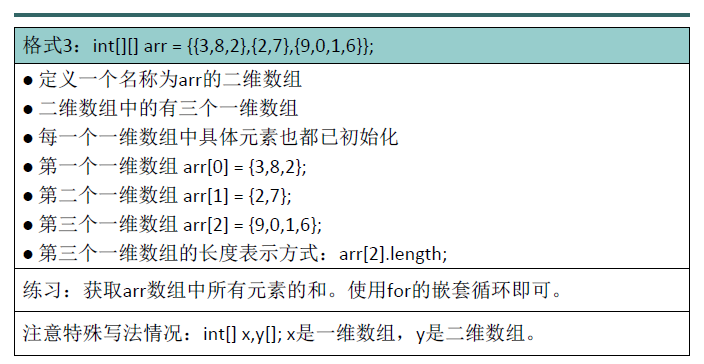 格式3：int[][] arr = {{3,8,2},{2,7},{9,0,1,6}};
● 定义一个名称为arr的二维数组
● 二维数组中的有三个一维数组
● 每一个一维数组中具体元素也都已初始化
● 第一个一维数组 arr[0] = {3,8,2};
● 第二个一维数组 arr[1] = {2,7};
● 第三个一维数组 arr[2] = {9,0,1,6};
● 第三个一维数组的长度表示方式：arr[2].length;
练习：获取arr数组中所有元素的和。使用for的嵌套循环即可。
注意特殊写法情况：int[] x,y[]; x是一维数组，y是二维数组。